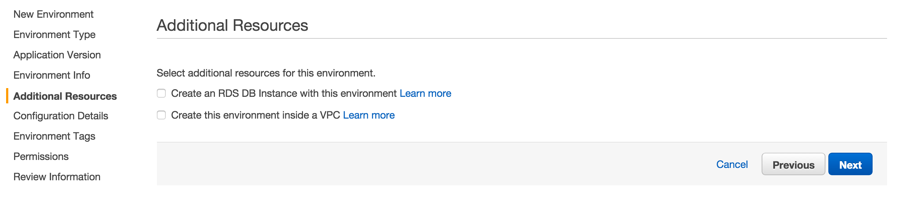 New Environment
Environment Type
Application Version
Environment Info
Additional Resources
Configuration Details
Environment Tags
Permissions
Review Information
Additional Resources
Select additional resources for this environment.
Create an RDS DB Instance with this environment Learn more
Create this environment inside a VPC Learn more
Cancel Previous Next